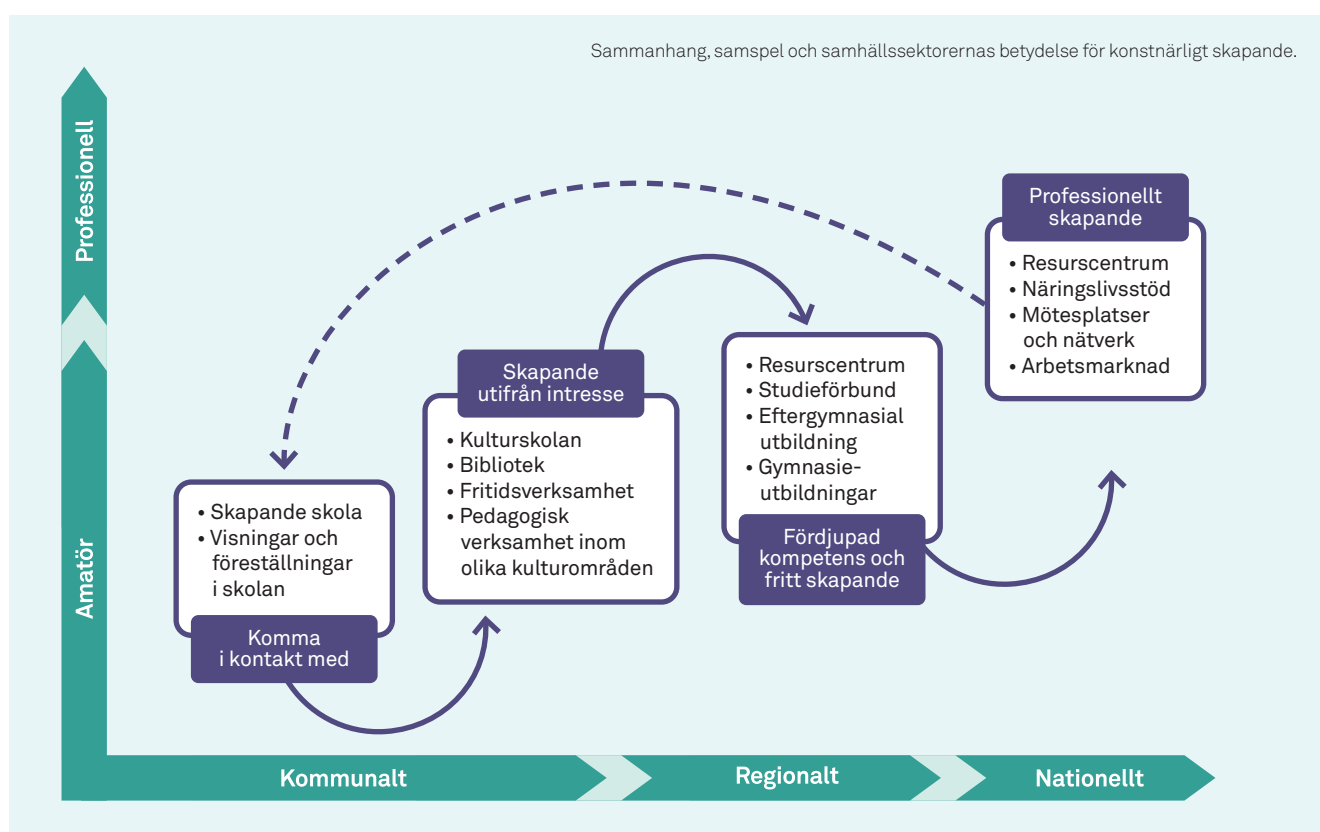 Sammanhang, samspel och samhällssektorernas betydelse för konstnärligt skapande.
Professionell
Amatör
• Skapande skola
• Visningar och
föreställningar
i skolan
Komma
i kontakt med
Skapande
utifrån intresse
• Kulturskolan
• Bibliotek
• Fritidsverksamhet
• Pedagogisk
verksamhet inom
olika kulturområden
• Resurscentrum
• Studieförbund
• Eftergymnasial
utbildning
• Gymnasie-
utbildningar
Fördjupad
kompetens och
fritt skapande
Professionellt
skapande
• Resurscentrum
• Näringslivsstöd
• Mötesplatser
och nätverk
• Arbetsmarknad
Kommunalt
Regionalt
Nationellt